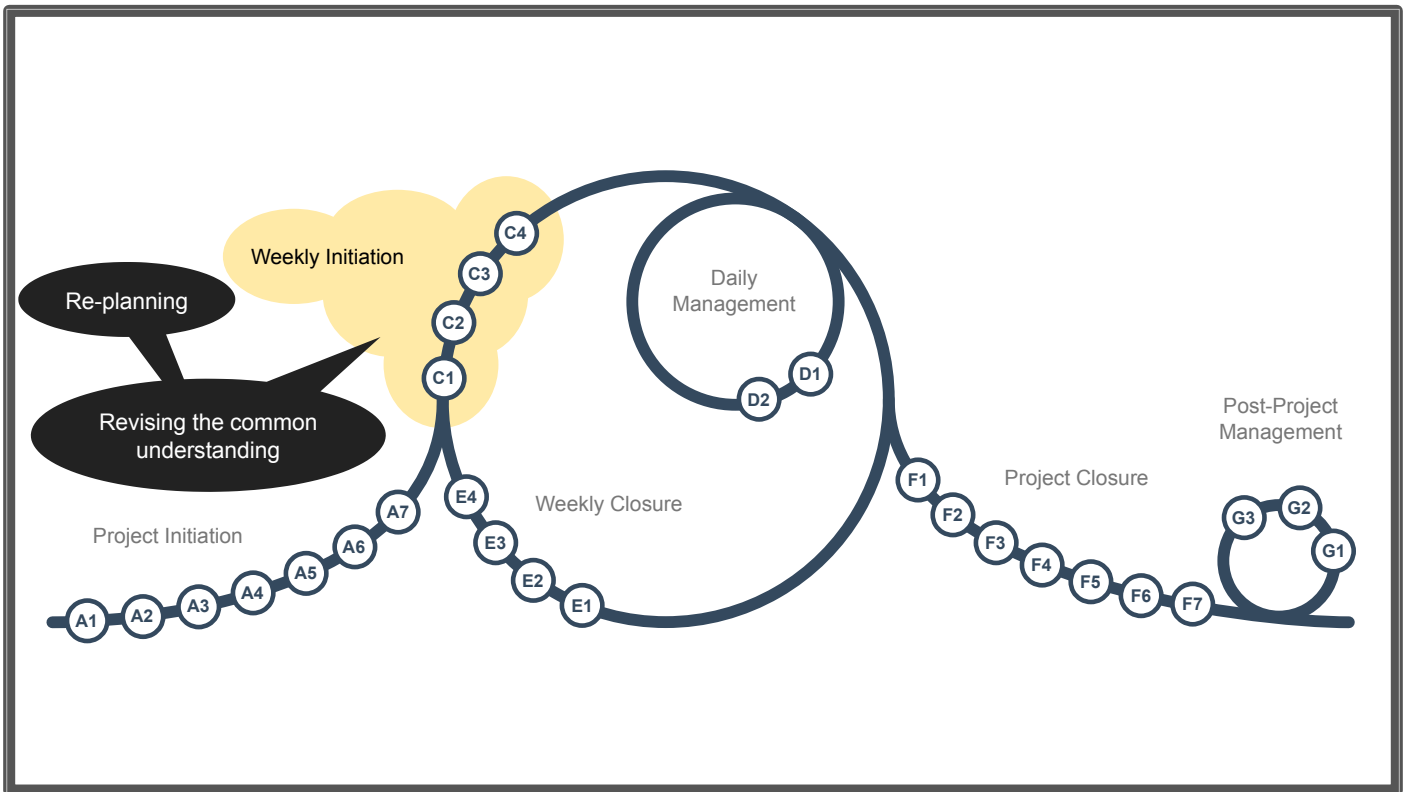 Weekly Initiation
Re-planning
Revising the common
understanding
Project Initiation
A1
A2
A3
A4
A5
A6
A7
C1
C2
C3
C4
Daily
Management
D1
D2
Weekly Closure
E1
E2
E3
E4
Project Closure
F1
F2
F3
F4
F5
F6
F7
Post-Project
Management
G1
G2
G3